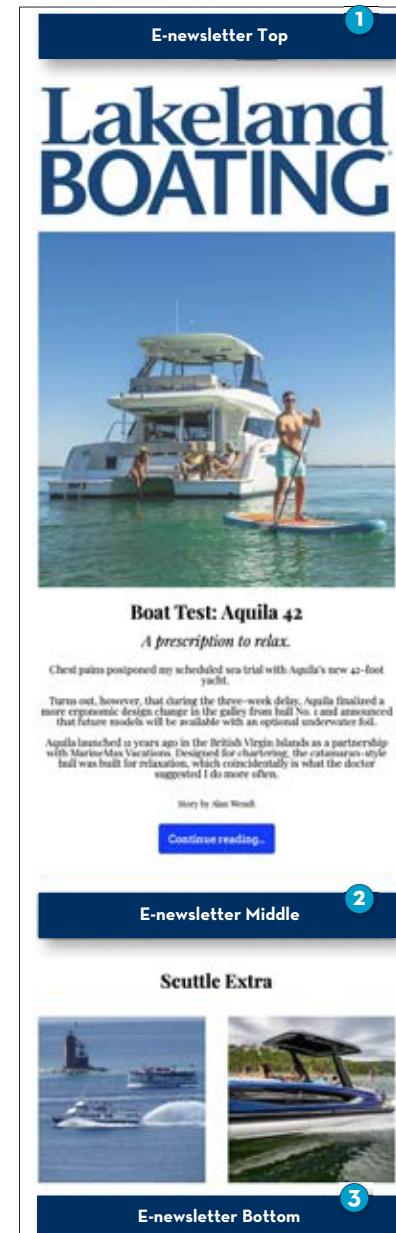 E-newsletter Top
1
Lakeland
BOATING
Boat Test: Aquila 42
A prescription to relax.
Chest pains postponed my scheduled sea trial with Aquila's new 42-foot
yacht.
Turns out, however, that during the three-week delay, Aquila finalized a
more ergonomic design change in the galley from hull No. 1 and announced
that future models will be available with an optional underwater foil.
Aquila launched 11 years ago in the British Virgin Islands as a partnership
with MarineMax Vacations. Designed for chartering, the catamaran-style
hull was built for relaxation, which coincidentally is what the doctor
suggested I do more often.
Story by Alan Wendt
Continue reading...
E-newsletter Middle
2
Scuttle Extra
E-newsletter Bottom
3